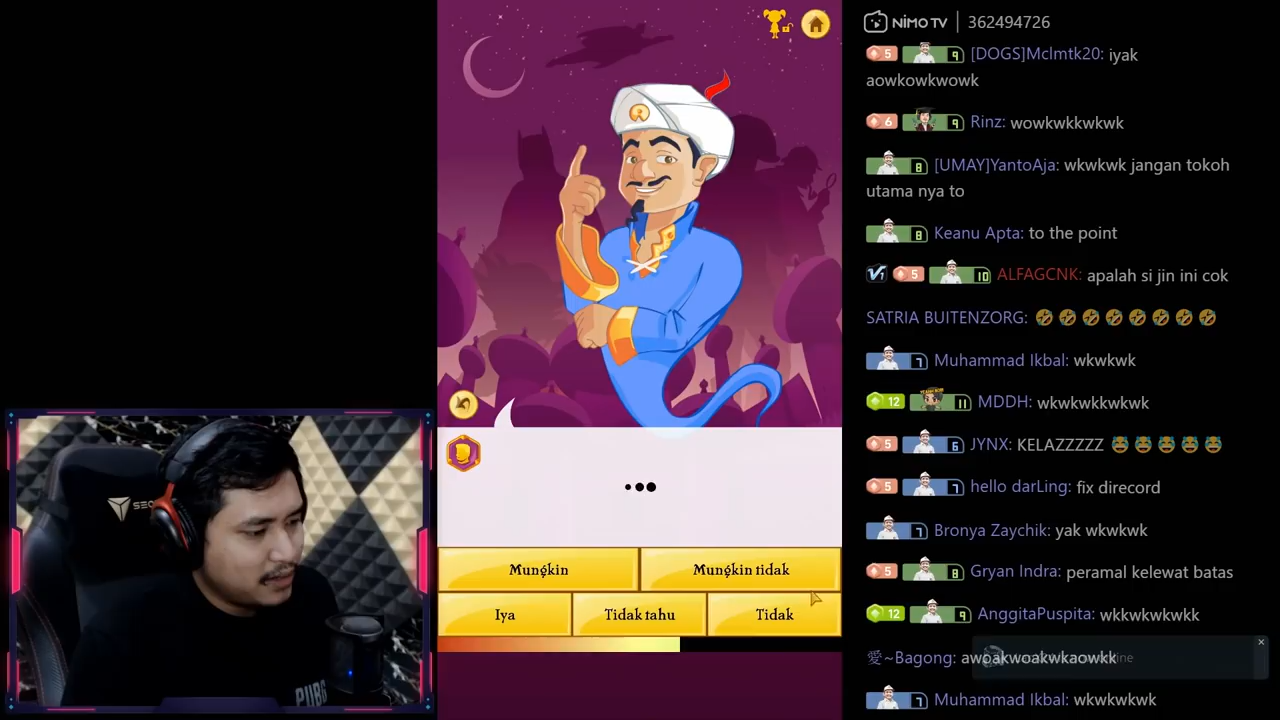 NIMO TV | 362494726
[DOGS]Mclmtk20: iyak
aowkowkwowk
Rinz: wowkwkkwkwk
[UMAY]YantoAja: wkwkwk jangan tokoh
utama nya to
Keanu Apta: to the point
ALFAGCNK: apalah si jin ini cok
SATRIA BUITENZORG: 🤣 🤣 🤣 🤣 🤣 🤣 🤣 🤣
Muhammad Ikbal: wkwkwk
MDDH: wkwkwkkwkwk
JYNX: KELAZZZZZ
hello darLing: fix direcord
Bronya Zaychik: yak wkwkwk
Gryan Indra: peramal kelewat batas
AnggitaPuspita: wkkwkwkwkk
愛~Bagong: awoakwoakwkaowkk
Muhammad Ikbal: wkwkwkwk
Mungkin
Mungkin tidak
Iya
Tidak tahu
Tidak
PUBG